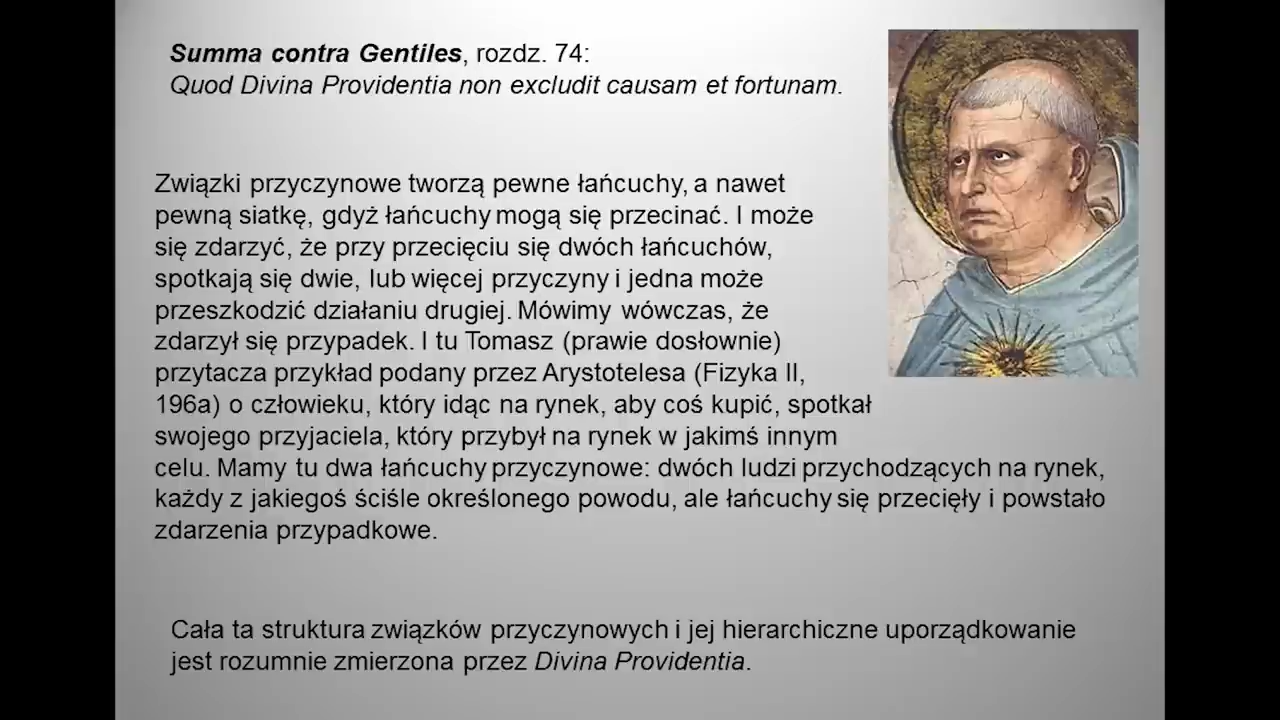 Summa contra Gentiles, rozdz. 74:
Quod Divina Providentia non excludit causam et fortunam.
Związki przyczynowe tworzą pewne łańcuchy, a nawet
pewną siatkę, gdyż łańcuchy mogą się przecinać. I może
się zdarzyć, że przy przecięciu się dwóch łańcuchów,
spotkają się dwie, lub więcej przyczyny i jedna może
przeszkodzić działaniu drugiej. Mówimy wówczas, że
zdarzył się przypadek. I tu Tomasz (prawie dosłownie)
przytacza przykład podany przez Arystotelesa (Fizyka II,
196a) o człowieku, który idąc na rynek, aby coś kupić, spotkał
swojego przyjaciela, który przybył na rynek w jakimś innym
celu. Mamy tu dwa łańcuchy przyczynowe: dwóch ludzi przychodzących na rynek,
każdy z jakiegoś ściśle określonego powodu, ale łańcuchy się przecięły i powstało
zdarzenia przypadkowe.
Cała ta struktura związków przyczynowych i jej hierarchiczne uporządkowanie
jest rozumnie zmierzona przez Divina Providentia.